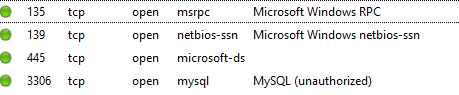 135 tcp open msrpc Microsoft Windows RPC
139 tcp open netbios-ssn Microsoft Windows netbios-ssn
445 tcp open microsoft-ds
3306 tcp open mysql MySQL (unauthorized)